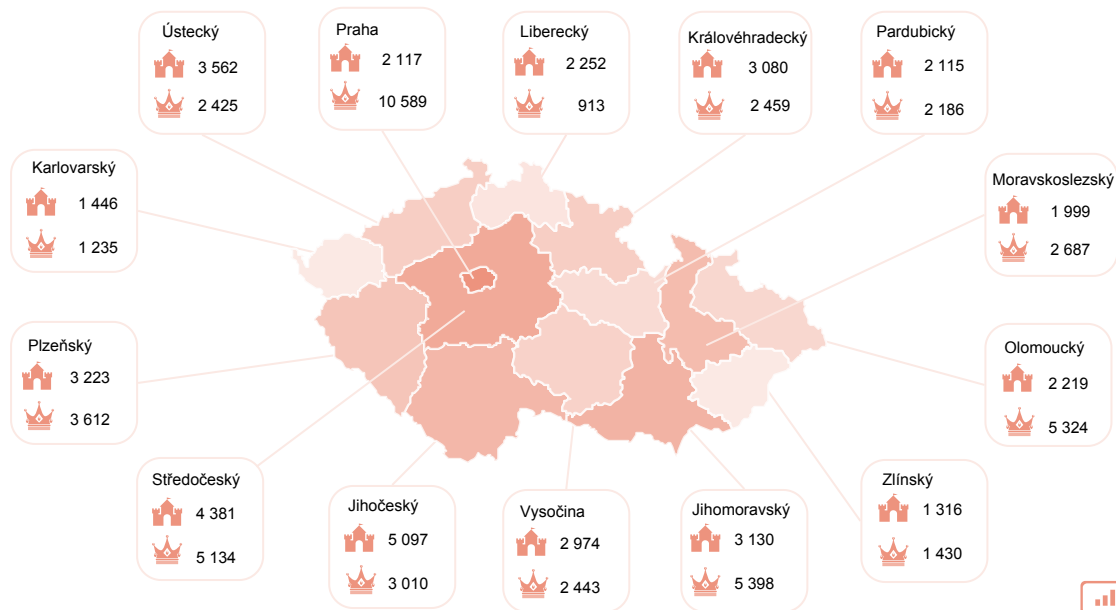 Ústecký
3 562
2 425
Praha
2 117
10 589
Liberecký
2 252
913
Královéhradecký
3 080
2 459
Pardubický
2 115
2 186
Karlovarský
1 446
1 235
Moravskoslezský
1 999
2 687
Plzeňský
3 223
3 612
Olomoucký
2 219
5 324
Středočeský
4 381
5 134
Jihočeský
5 097
3 010
Vysočina
2 974
2 443
Jihomoravský
3 130
5 398
Zlínský
1 316
1 430